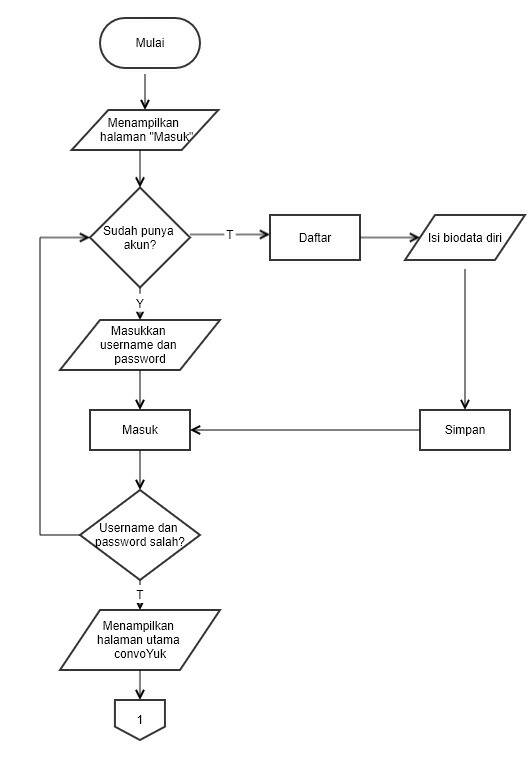 Mulai
Menampilkan
halaman "Masuk"
Sudah punya
akun?
T
Daftar
Isi biodata diri
Y
Masukkan
username dan
password
Masuk
Simpan
Username dan
password salah?
T
Menampilkan
halaman utama
convoYuk
1